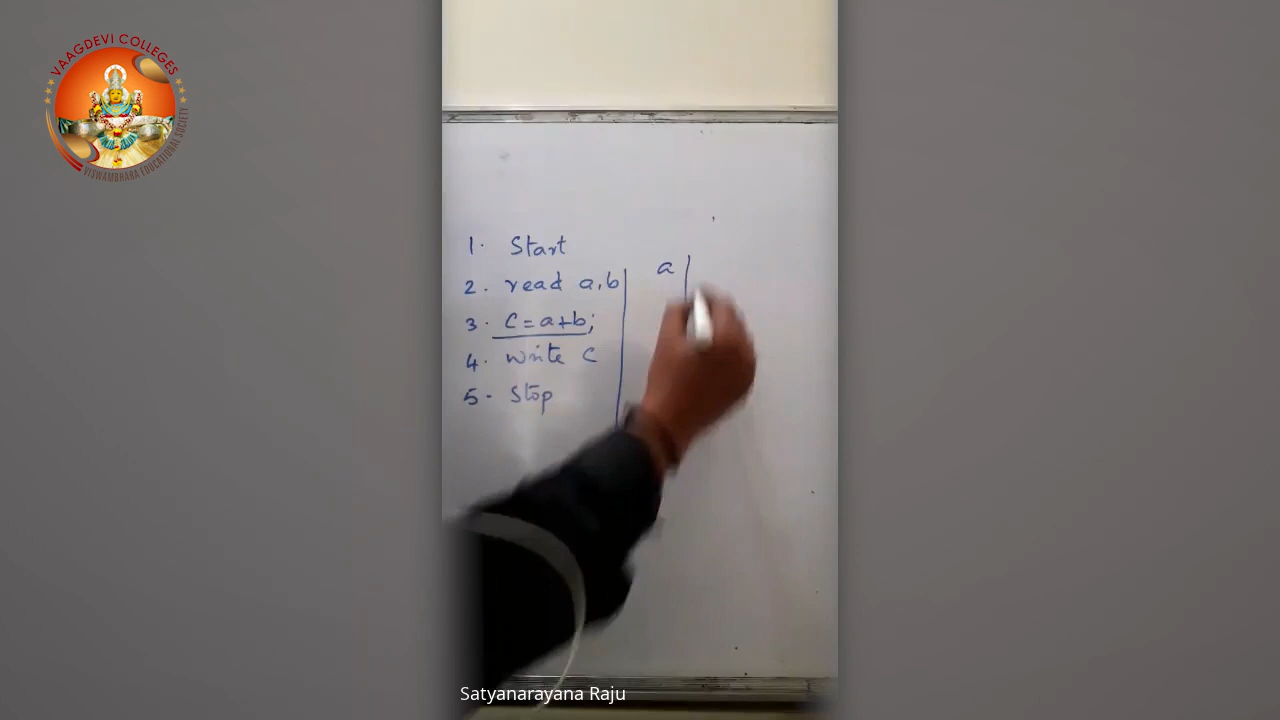 VAAGDEVI COLLEGES
VISWAMBHARA EDUCATIONAL SOCIETY
1. Start
2. read a,b
3. C=a+b;
4. write C
5. Stop
a
Satyanarayana Raju